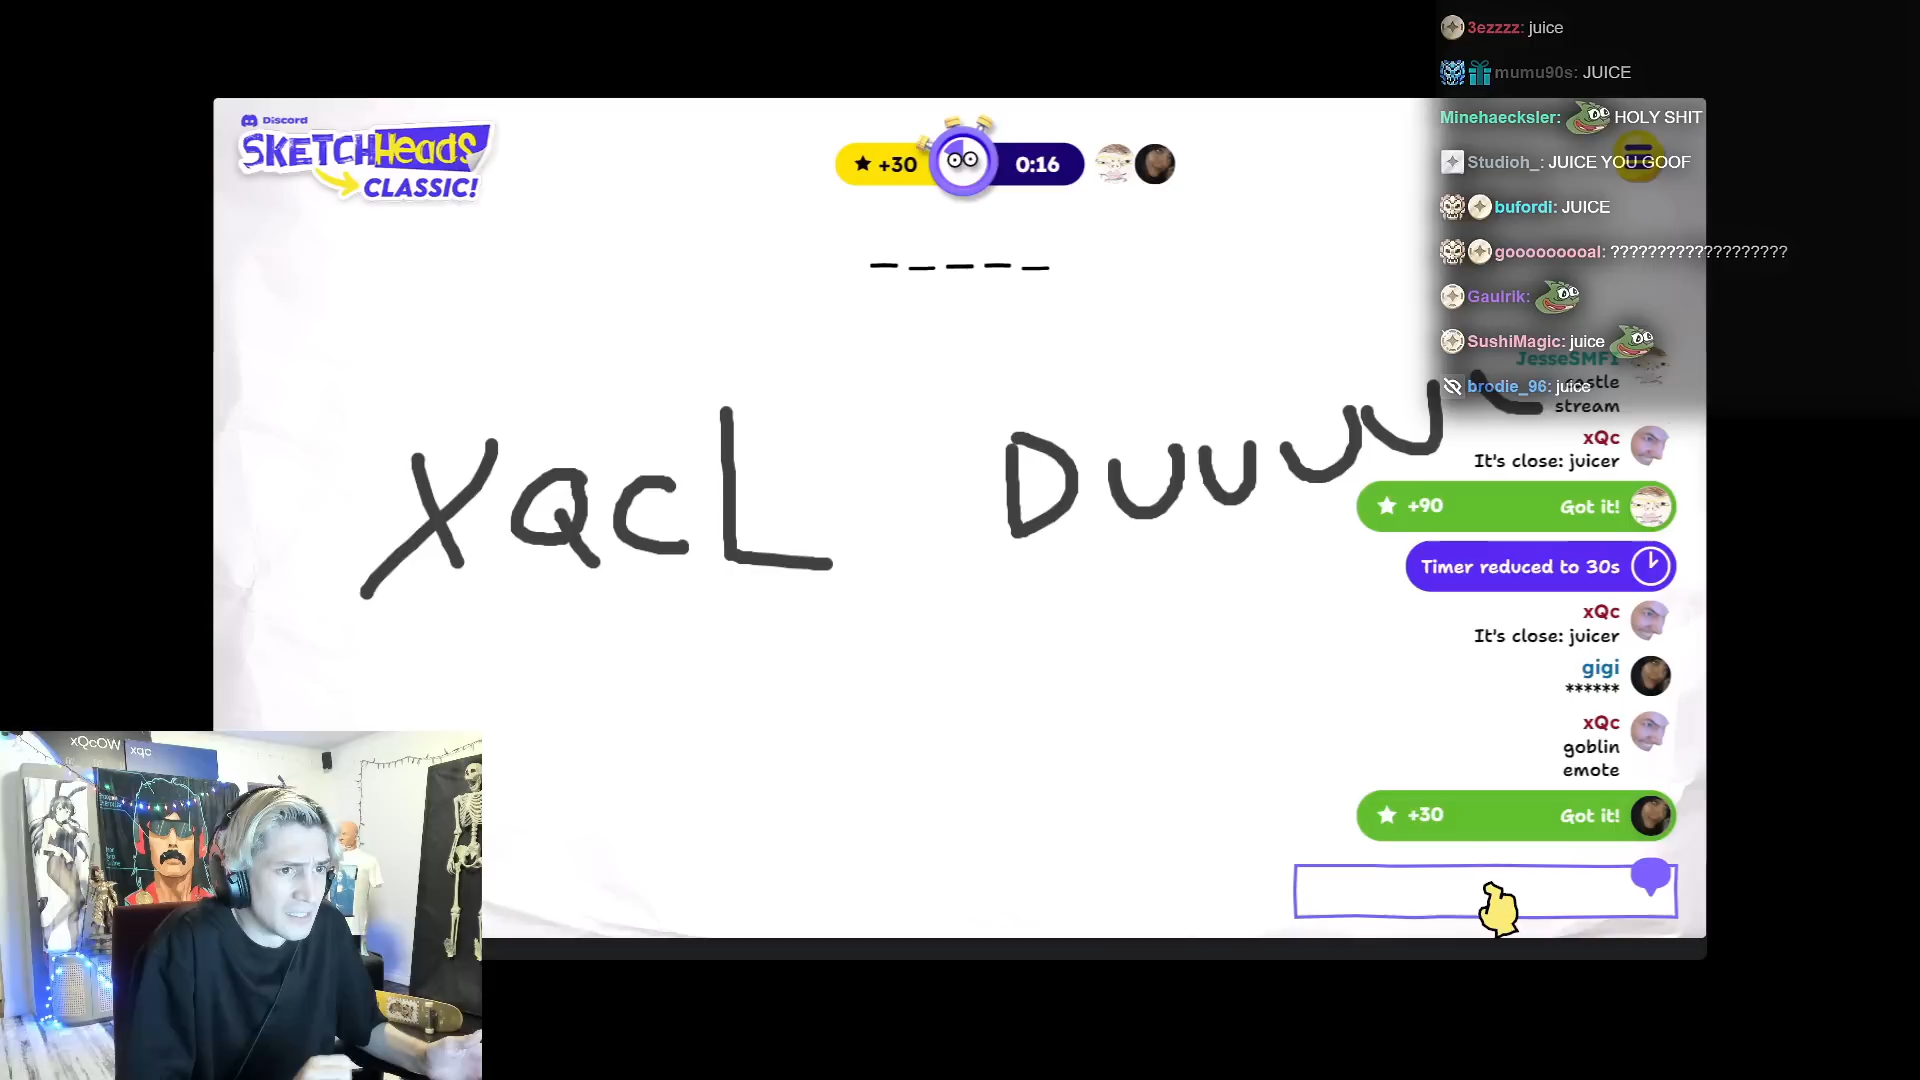 3ezzzz: juice
mumu90s: JUICE
Minehaecksler: HOLY SHIT
Studioh_: JUICE YOU GOOF
bufordi: JUICE
gooooooooal: ???????????????????
Gaulrik:
SushiMagic: juice
brodie_96: juice
Discord
SKETCHHeads
CLASSIC!
+30
0:16
_ _ _ _ _
XQCL DUUUU
JesseSMFI
stream
xQc
It's close: juicer
+90 Got it!
Timer reduced to 30s
xQc
It's close: juicer
gigi
******
xQc
goblin
emote
+30 Got it!
xQcOW
xqc